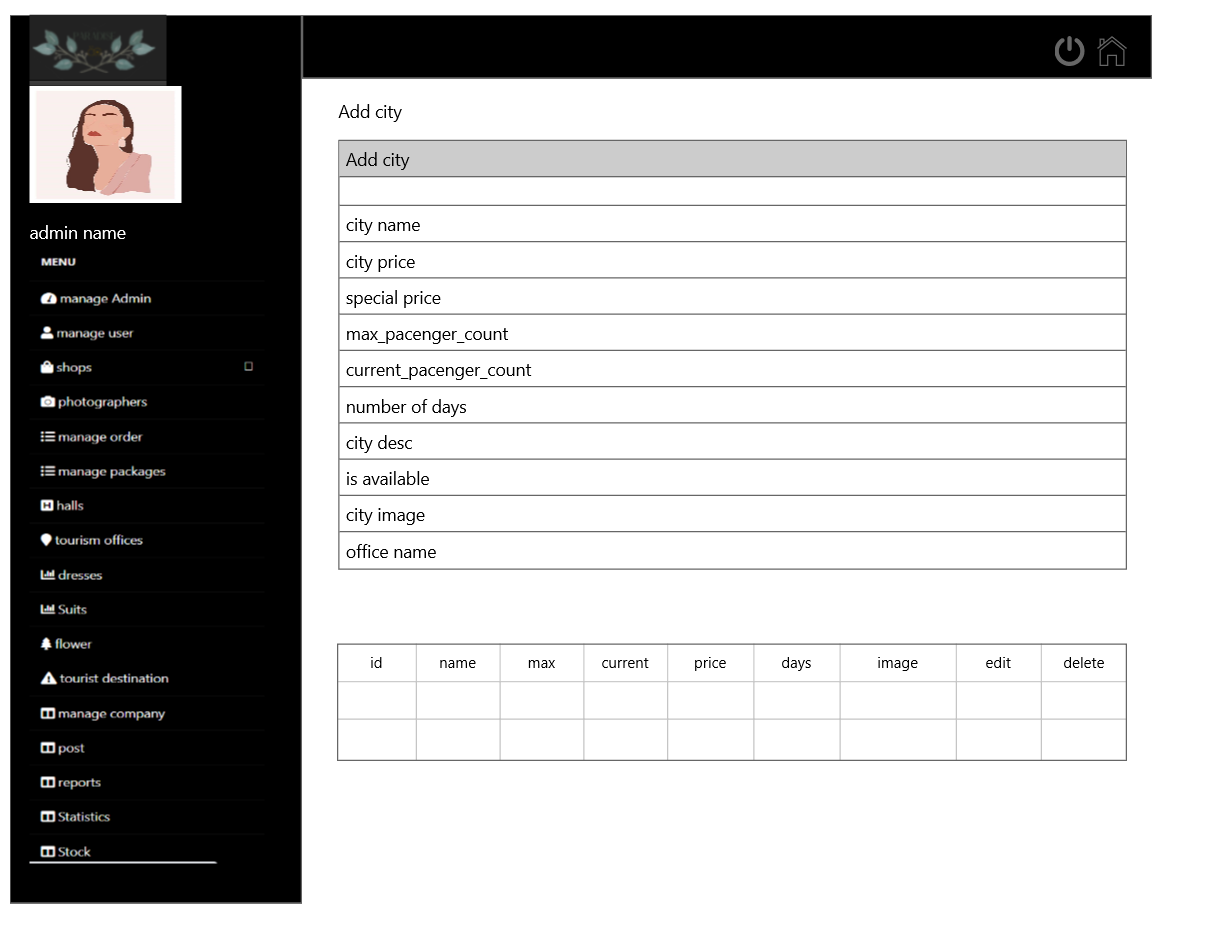 admin name
MENU
manage Admin
manage user
shops
photographers
manage order
manage packages
halls
tourism offices
dresses
Suits
flower
tourist destination
manage company
post
reports
Statistics
Stock
Add city
Add city
city name
city price
special price
max_pacenger_count
current_pacenger_count
number of days
city desc
is available
city image
office name
id name max current price days image edit delete